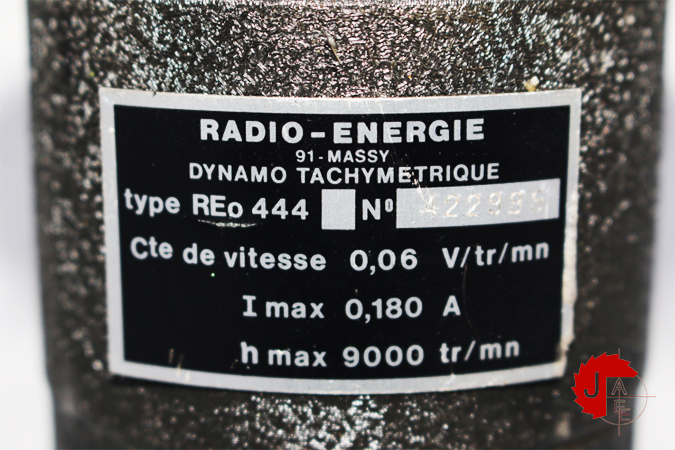 RADIO-ENERGIE
91-MASSY
DYNAMO TACHYMETRIQUE
type REo 444 Nº
Cte de vitesse 0,06 V/tr/mn
I max 0,180 A
h max 9000 tr/mn
J